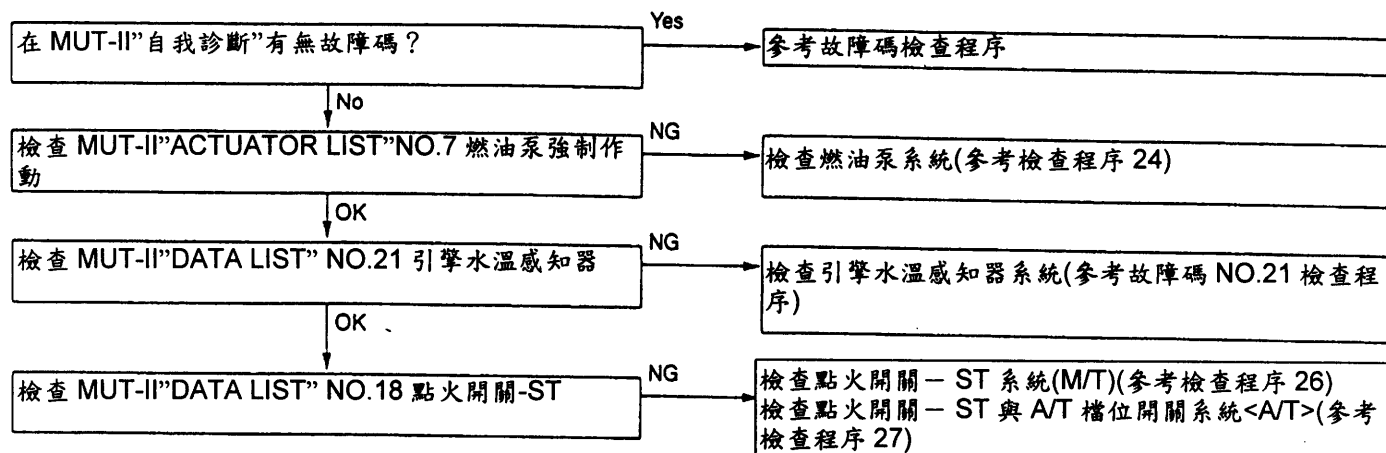 在 MUT-II"自我診斷"有無故障碼?
Yes
參考故障碼檢查程序
No
檢查 MUT-II"ACTUATOR LIST"NO.7 燃油泵強制作
動
NG
檢查燃油泵系統(參考檢查程序 24)
OK
檢查 MUT-II"DATA LIST" NO.21 引擎水溫感知器
NG
檢查引擎水溫感知器系統(參考故障碼 NO.21 檢查程
序)
OK
檢查 MUT-II"DATA LIST" NO.18 點火開關-ST
NG
檢查點火開關－ ST 系統(M/T)(參考檢查程序 26)
檢查點火開關－ ST 與 A/T 檔位開關系統<A/T>(參考
檢查程序 27)